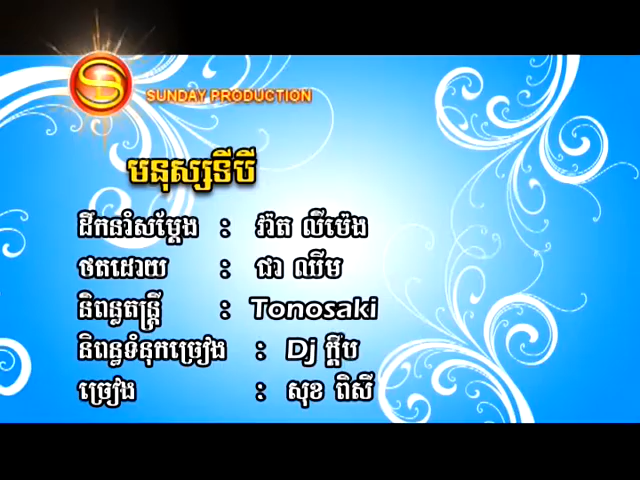 SUNDAY PRODUCTION
មនុស្សទីបី
ដឹកនាំសម្តែង : វ៉ាត លីម៉េង
ថតដោយ : ជា ឈីម
និពន្ធតន្ត្រី : Tonosaki
និពន្ធទំនុកច្រៀង : Dj ក្តឹប
ច្រៀង : សុខ ពិសី